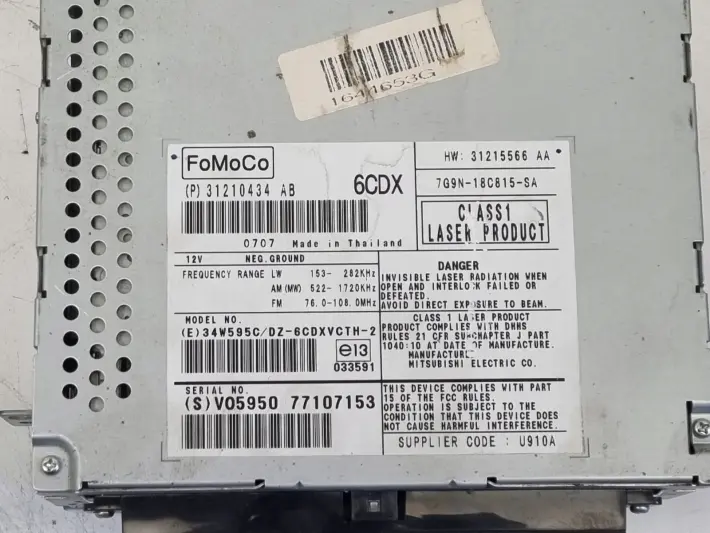 1644653G
FoMoCo
(P) 31210434 AB
6CDX
HW: 31215566 AA
7G9N-18C815-SA
CLASS1
LASER PRODUCT
0707 Made in Thailand
12V NEG.GROUND
FREQUENCY RANGE LW 153- 282KHz
AM(MW) 522- 1720KHz
FM 76.0-108.0MHz
MODEL NO.
(E)34W595C/DZ-6CDXVCTH-2
e13
033591
SERIAL NO.
(S)V05950 77107153
DANGER
INVISIBLE LASER RADIATION WHEN
OPEN AND INTERLOCK FAILED OR
DEFEATED.
AVOID DIRECT EXPOSURE TO BEAM.
CLASS 1 LASER PRODUCT
PRODUCT COMPLIES WITH DHHS
RULES 21 CFR SUBCHAPTER J PART
1040:10 AT DATE OF MANUFACTURE.
MANUFACTURE
MITSUBISHI ELECTRIC CO.
THIS DEVICE COMPLIES WITH PART
15 OF THE FCC RULES.
OPERATION IS SUBJECT TO THE
CONDITION THAT THIS DEVICE DOES
NOT CAUSE HARMFUL INTERFERENCE.
SUPPLIER CODE : U910A